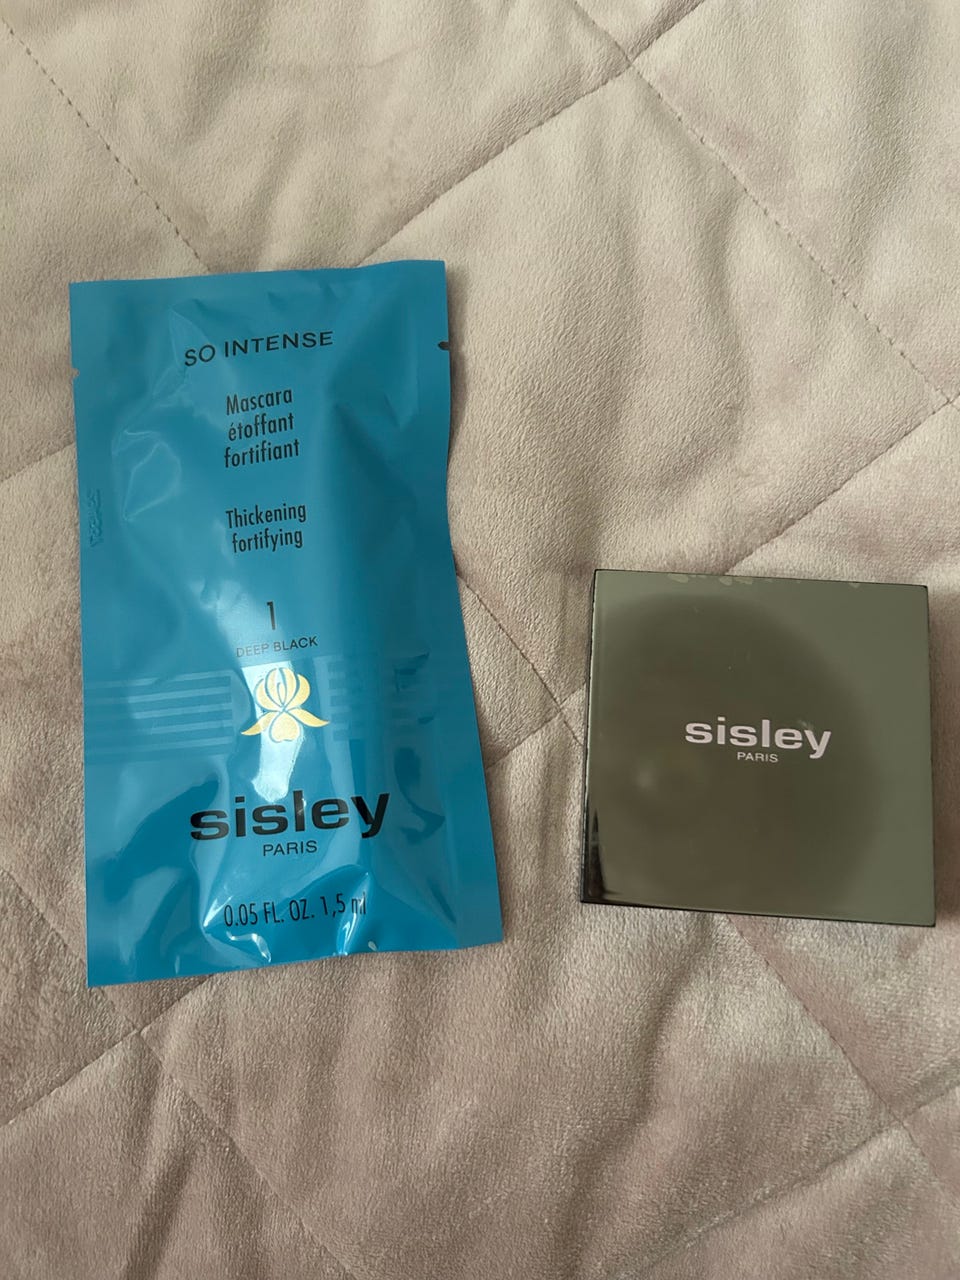 SO INTENSE
Mascara
étoffant
fortifiant
Thickening
fortifying
1
DEEP BLACK
sisley
PARIS
0.05 FL. OZ. 1,5 ml
sisley
PARIS